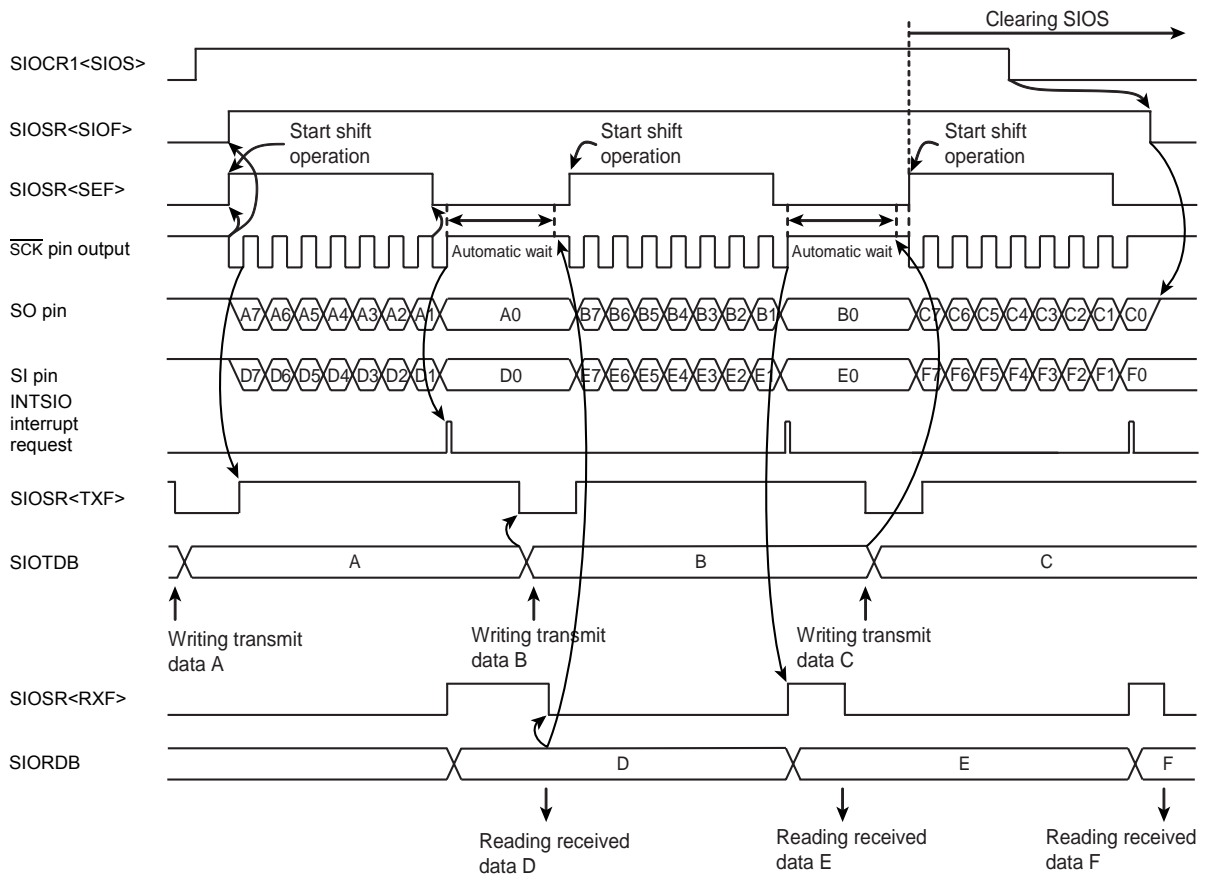 Clearing SIOS
SIOCR1<SIOS>
SIOSR<SIOF>
Start shift
operation
Start shift
operation
Start shift
operation
SIOSR<SEF>
SCK pin output
Automatic wait
Automatic wait
SO pin
A7 A6 A5 A4 A3 A2 A1 A0 B7 B6 B5 B4 B3 B2 B1 B0 C7 C6 C5 C4 C3 C2 C1 C0
SI pin
D7 D6 D5 D4 D3 D2 D1 D0 E7 E6 E5 E4 E3 E2 E1 E0 F7 F6 F5 F4 F3 F2 F1 F0
INTSIO
interrupt
request
SIOSR<TXF>
SIOTDB
A B C
Writing transmit
data A
Writing transmit
data B
Writing transmit
data C
SIOSR<RXF>
SIORDB
D E F
Reading received
data D
Reading received
data E
Reading received
data F